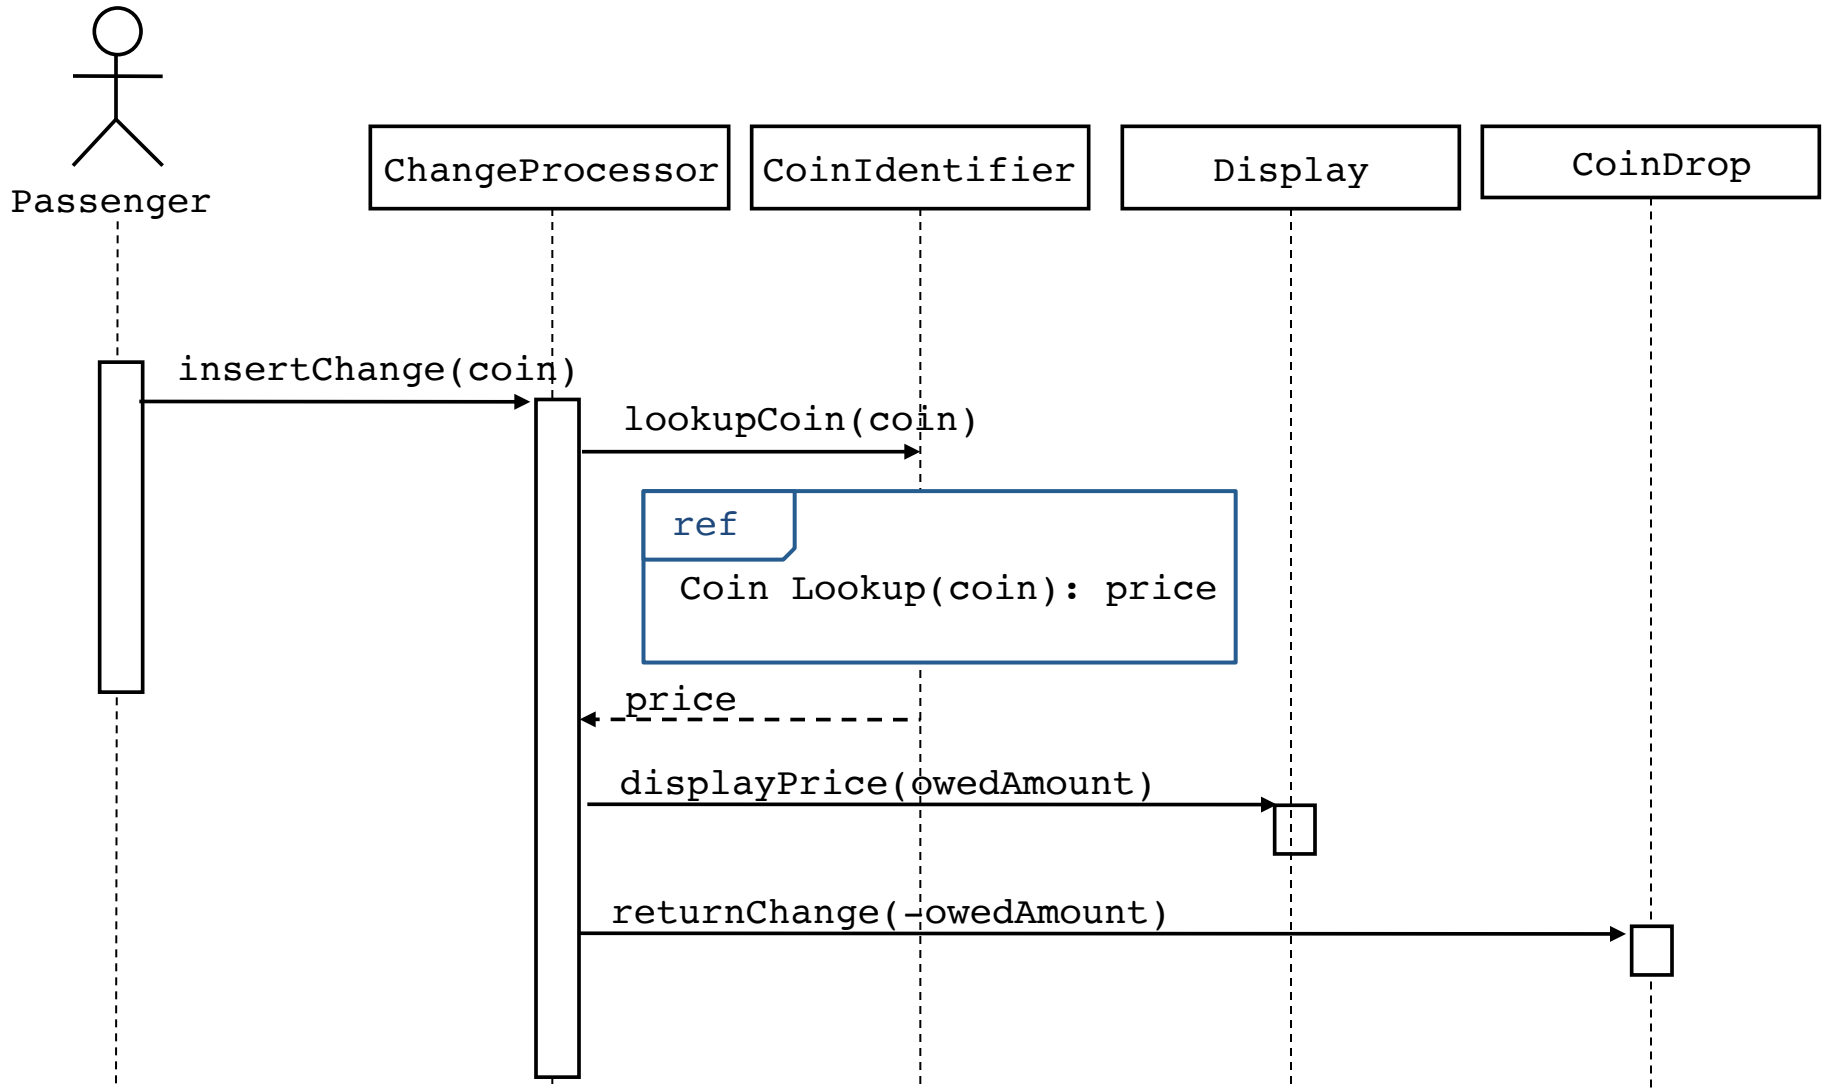 Passenger
ChangeProcessor
CoinIdentifier
Display
CoinDrop
insertChange(coin)
lookupCoin(coin)
ref
Coin Lookup(coin): price
price
displayPrice(owedAmount)
returnChange(-owedAmount)